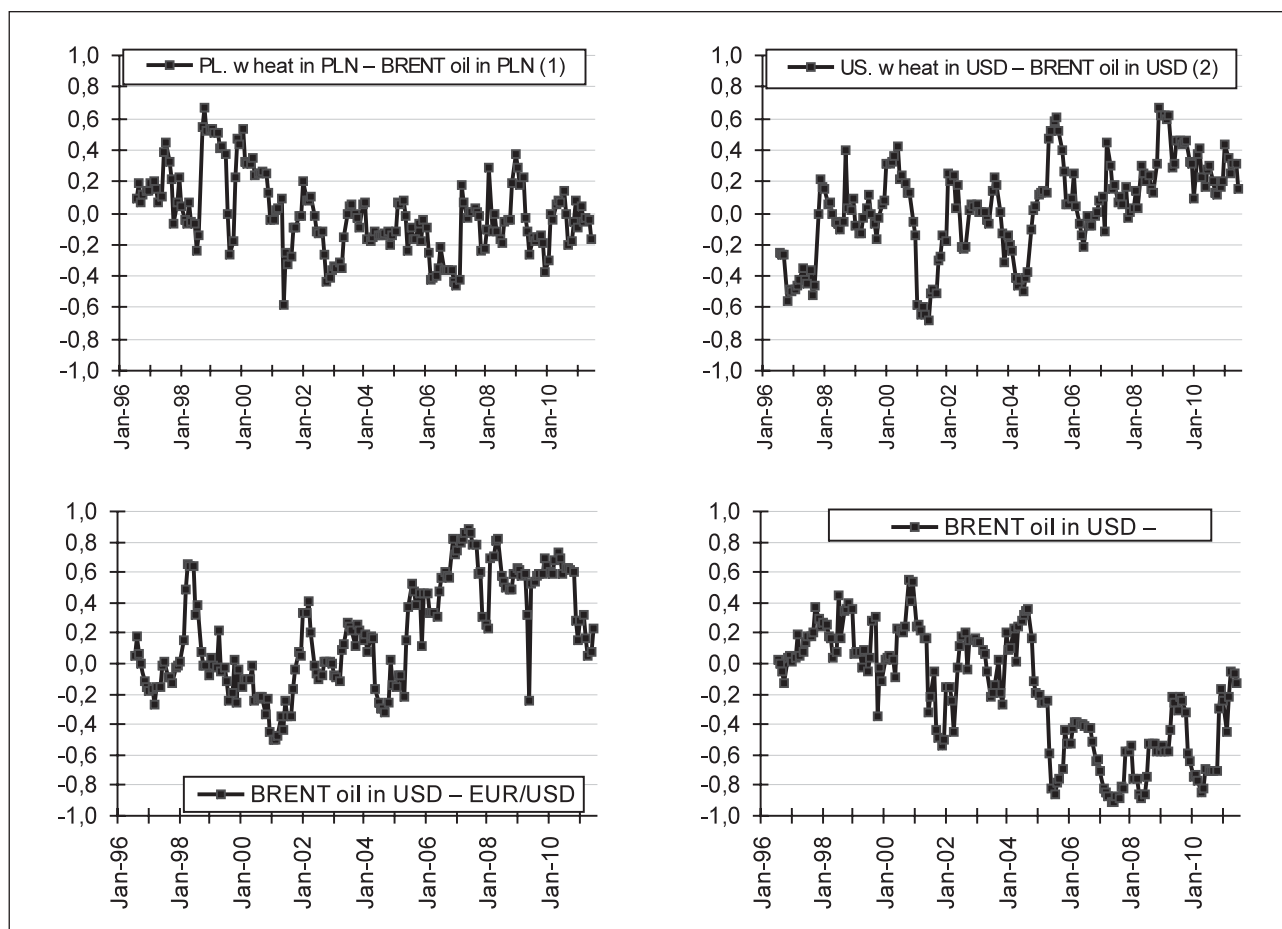 1,0
0,8
0,6
0,4
0,2
0,0
-0,2
-0,4
-0,6
-0,8
-1,0
PL. wheat in PLN – BRENT oil in PLN (1)
Jan-96
Jan-98
Jan-00
Jan-02
Jan-04
Jan-06
Jan-08
Jan-10
1,0
0,8
0,6
0,4
0,2
0,0
-0,2
-0,4
-0,6
-0,8
-1,0
US. wheat in USD – BRENT oil in USD (2)
Jan-96
Jan-98
Jan-00
Jan-02
Jan-04
Jan-06
Jan-08
Jan-10
1,0
0,8
0,6
0,4
0,2
0,0
-0,2
-0,4
-0,6
-0,8
-1,0
BRENT oil in USD – EUR/USD
Jan-96
Jan-98
Jan-00
Jan-02
Jan-04
Jan-06
Jan-08
Jan-10
1,0
0,8
0,6
0,4
0,2
0,0
-0,2
-0,4
-0,6
-0,8
-1,0
BRENT oil in USD –
Jan-96
Jan-98
Jan-00
Jan-02
Jan-04
Jan-06
Jan-08
Jan-10